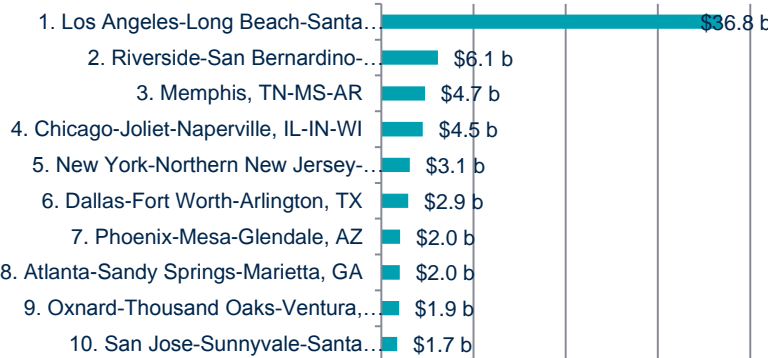 1. Los Angeles-Long Beach-Santa... $36.8 b
2. Riverside-San Bernardino-... $6.1 b
3. Memphis, TN-MS-AR $4.7 b
4. Chicago-Joliet-Naperville, IL-IN-WI $4.5 b
5. New York-Northern New Jersey-... $3.1 b
6. Dallas-Fort Worth-Arlington, TX $2.9 b
7. Phoenix-Mesa-Glendale, AZ $2.0 b
8. Atlanta-Sandy Springs-Marietta, GA $2.0 b
9. Oxnard-Thousand Oaks-Ventura,... $1.9 b
10. San Jose-Sunnyvale-Santa... $1.7 b